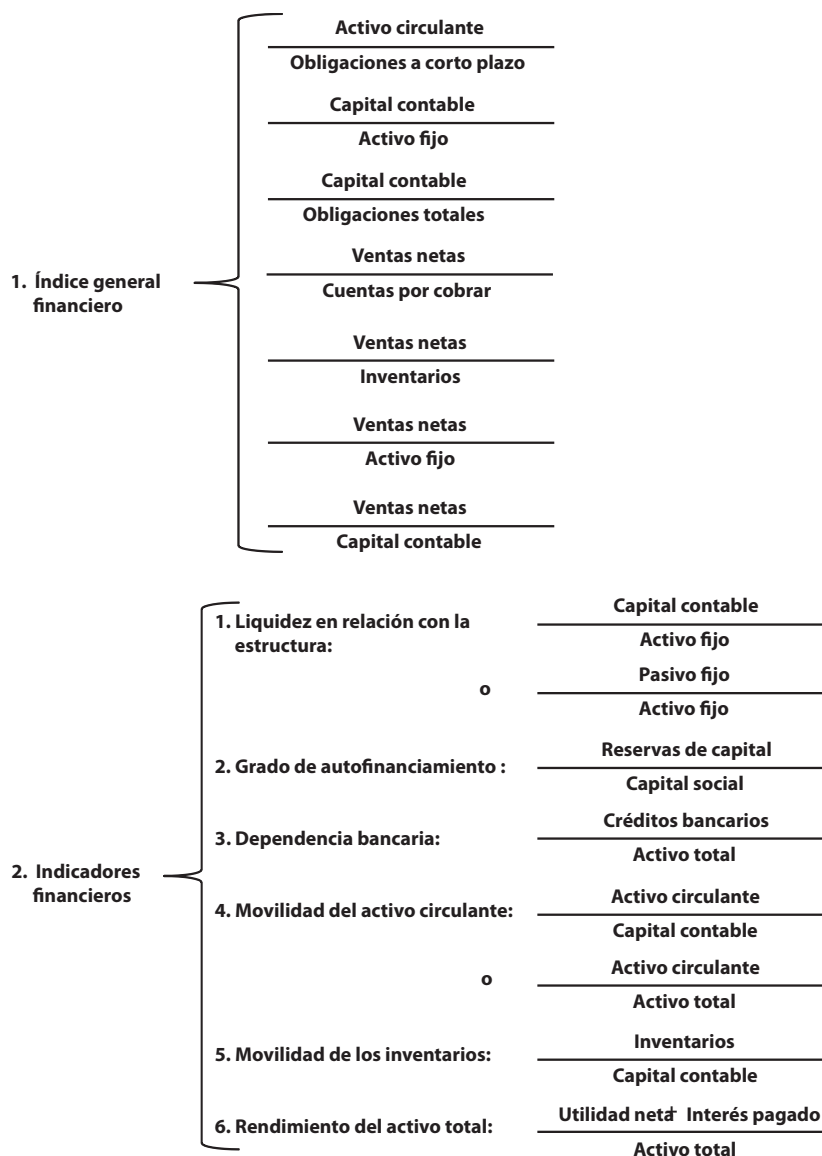 Activo circulante
Obligaciones a corto plazo
Capital contable
Activo fijo
Capital contable
Obligaciones totales
Ventas netas
1. Índice general
financiero
Cuentas por cobrar
Ventas netas
Inventarios
Ventas netas
Activo fijo
Ventas netas
Capital contable
1. Liquidez en relación con la
estructura:
Capital contable
Activo fijo
o
Pasivo fijo
Activo fijo
2. Grado de autofinanciamiento :
Reservas de capital
Capital social
3. Dependencia bancaria:
Créditos bancarios
Activo total
2. Indicadores
financieros
4. Movilidad del activo circulante:
Activo circulante
Capital contable
o
Activo circulante
Activo total
5. Movilidad de los inventarios:
Inventarios
Capital contable
6. Rendimiento del activo total:
Utilidad neta+ Interés pagado
Activo total